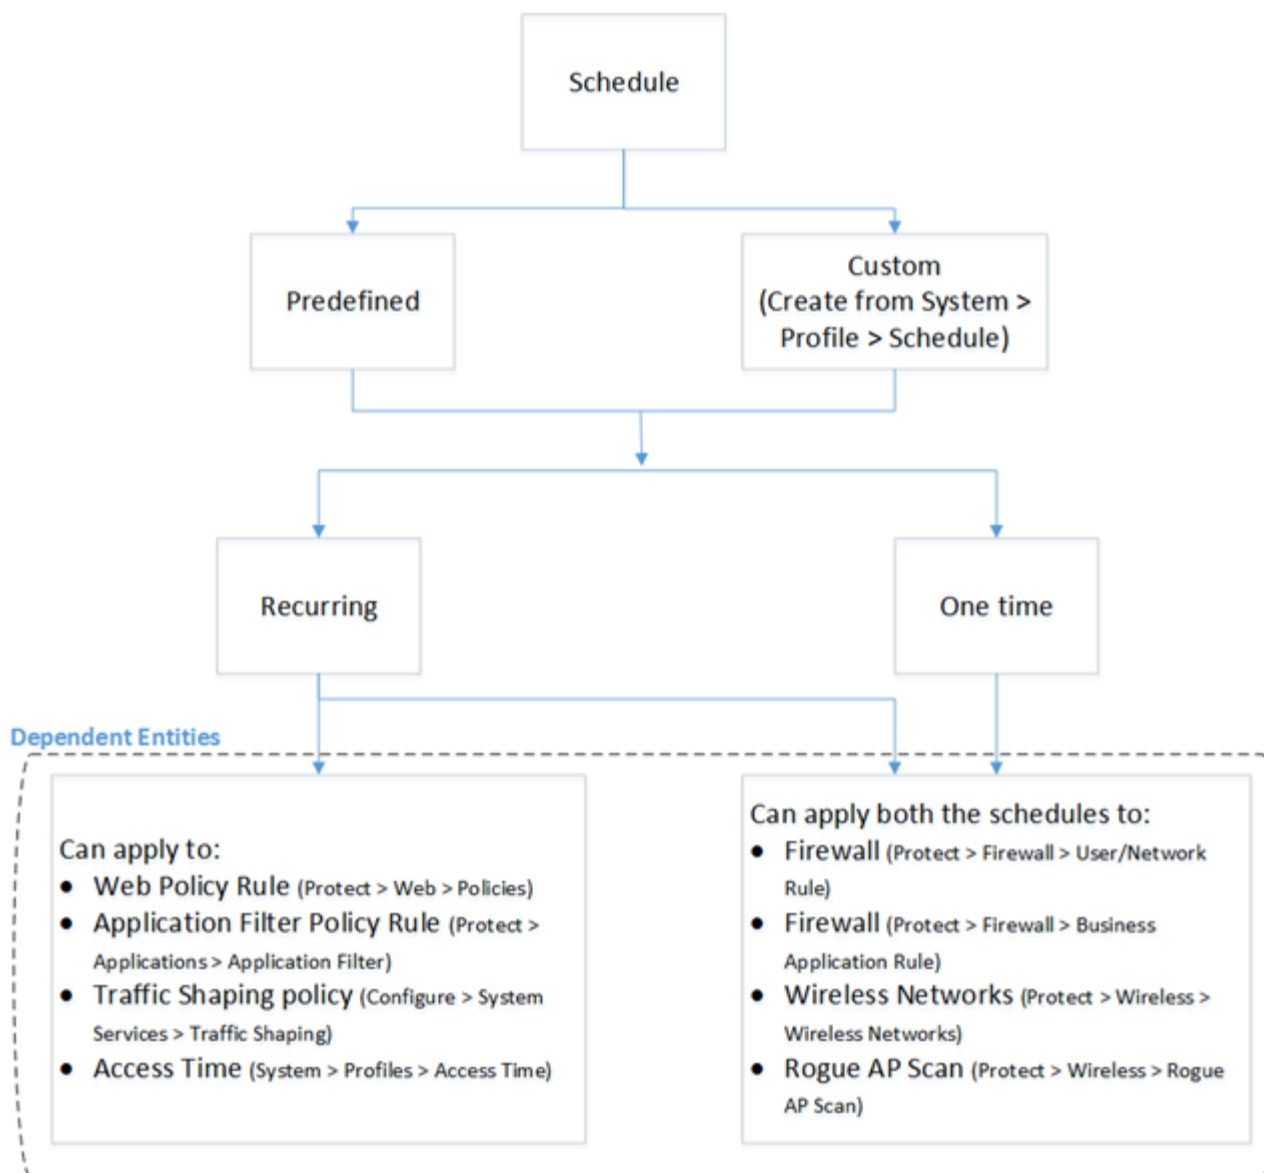 Schedule
Predefined
Custom
(Create from System >
Profile > Schedule)
Recurring
One time
Dependent Entities
Can apply to:
● Web Policy Rule (Protect > Web > Policies)
● Application Filter Policy Rule (Protect >
Applications > Application Filter)
● Traffic Shaping policy (Configure > System
Services > Traffic Shaping)
● Access Time (System > Profiles > Access Time)
Can apply both the schedules to:
● Firewall (Protect > Firewall > User/Network
Rule)
● Firewall (Protect > Firewall > Business
Application Rule)
● Wireless Networks (Protect > Wireless >
Wireless Networks)
● Rogue AP Scan (Protect > Wireless > Rogue
AP Scan)